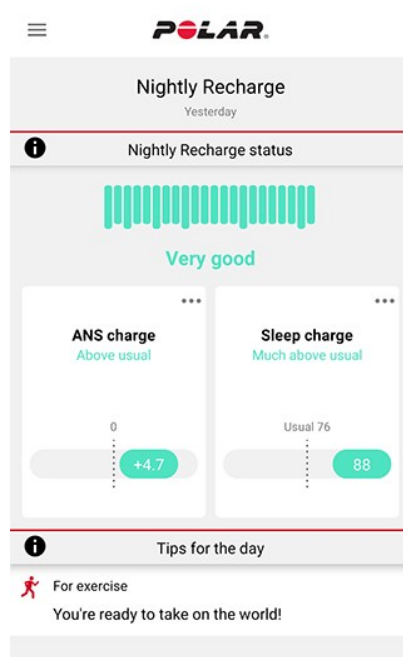 POLAR.
Nightly Recharge
Yesterday
Nightly Recharge status
Very good
ANS charge
Above usual
0
+4.7
Sleep charge
Much above usual
Usual 76
88
Tips for the day
For exercise
You're ready to take on the world!